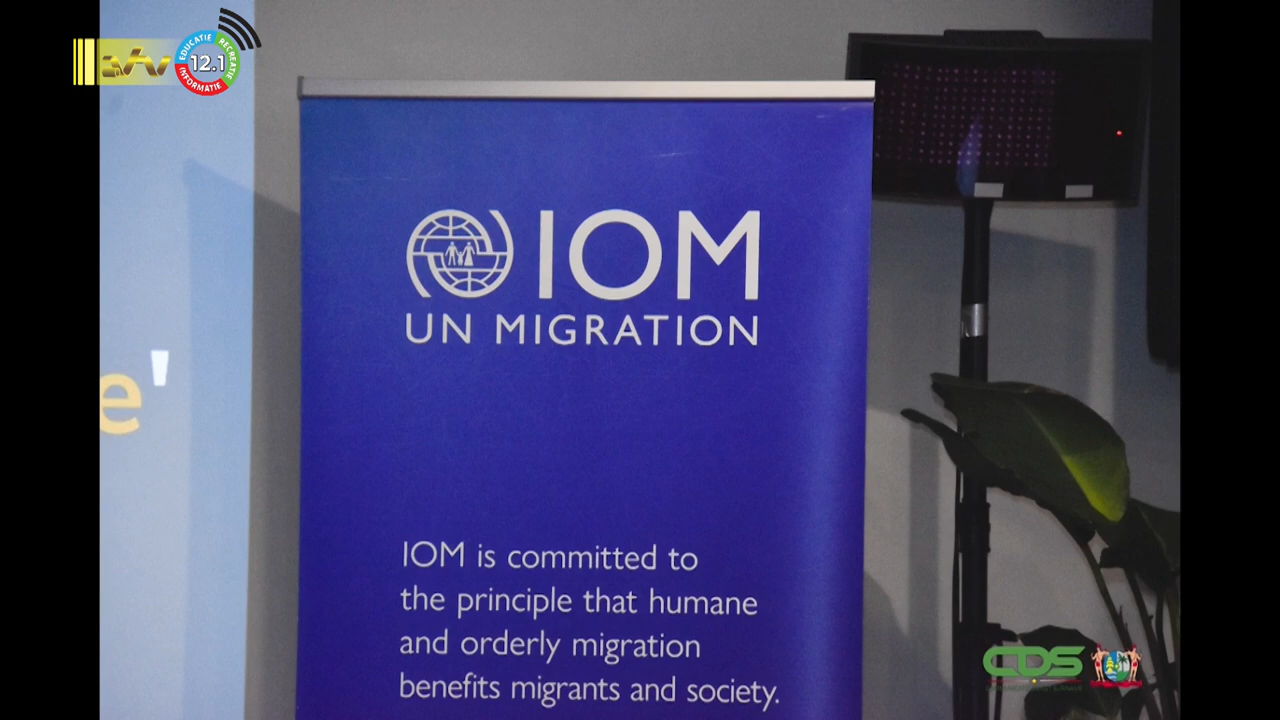 EDUCATIE
RECREATIE
INFORMATIE
12.1
IOM
UN MIGRATION
e'
IOM is committed to
the principle that humane
and orderly migration
benefits migrants and society.
CDS